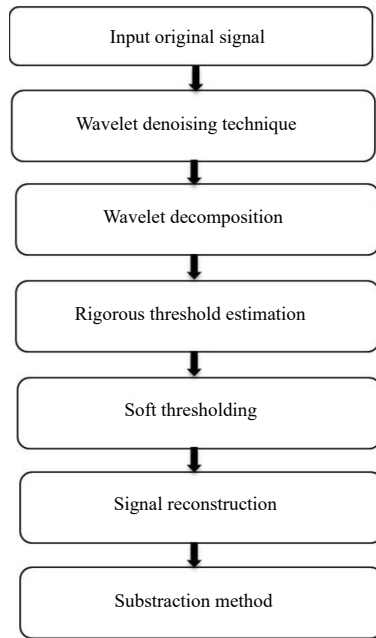 Input original signal
Wavelet denoising technique
Wavelet decomposition
Rigorous threshold estimation
Soft thresholding
Signal reconstruction
Substraction method